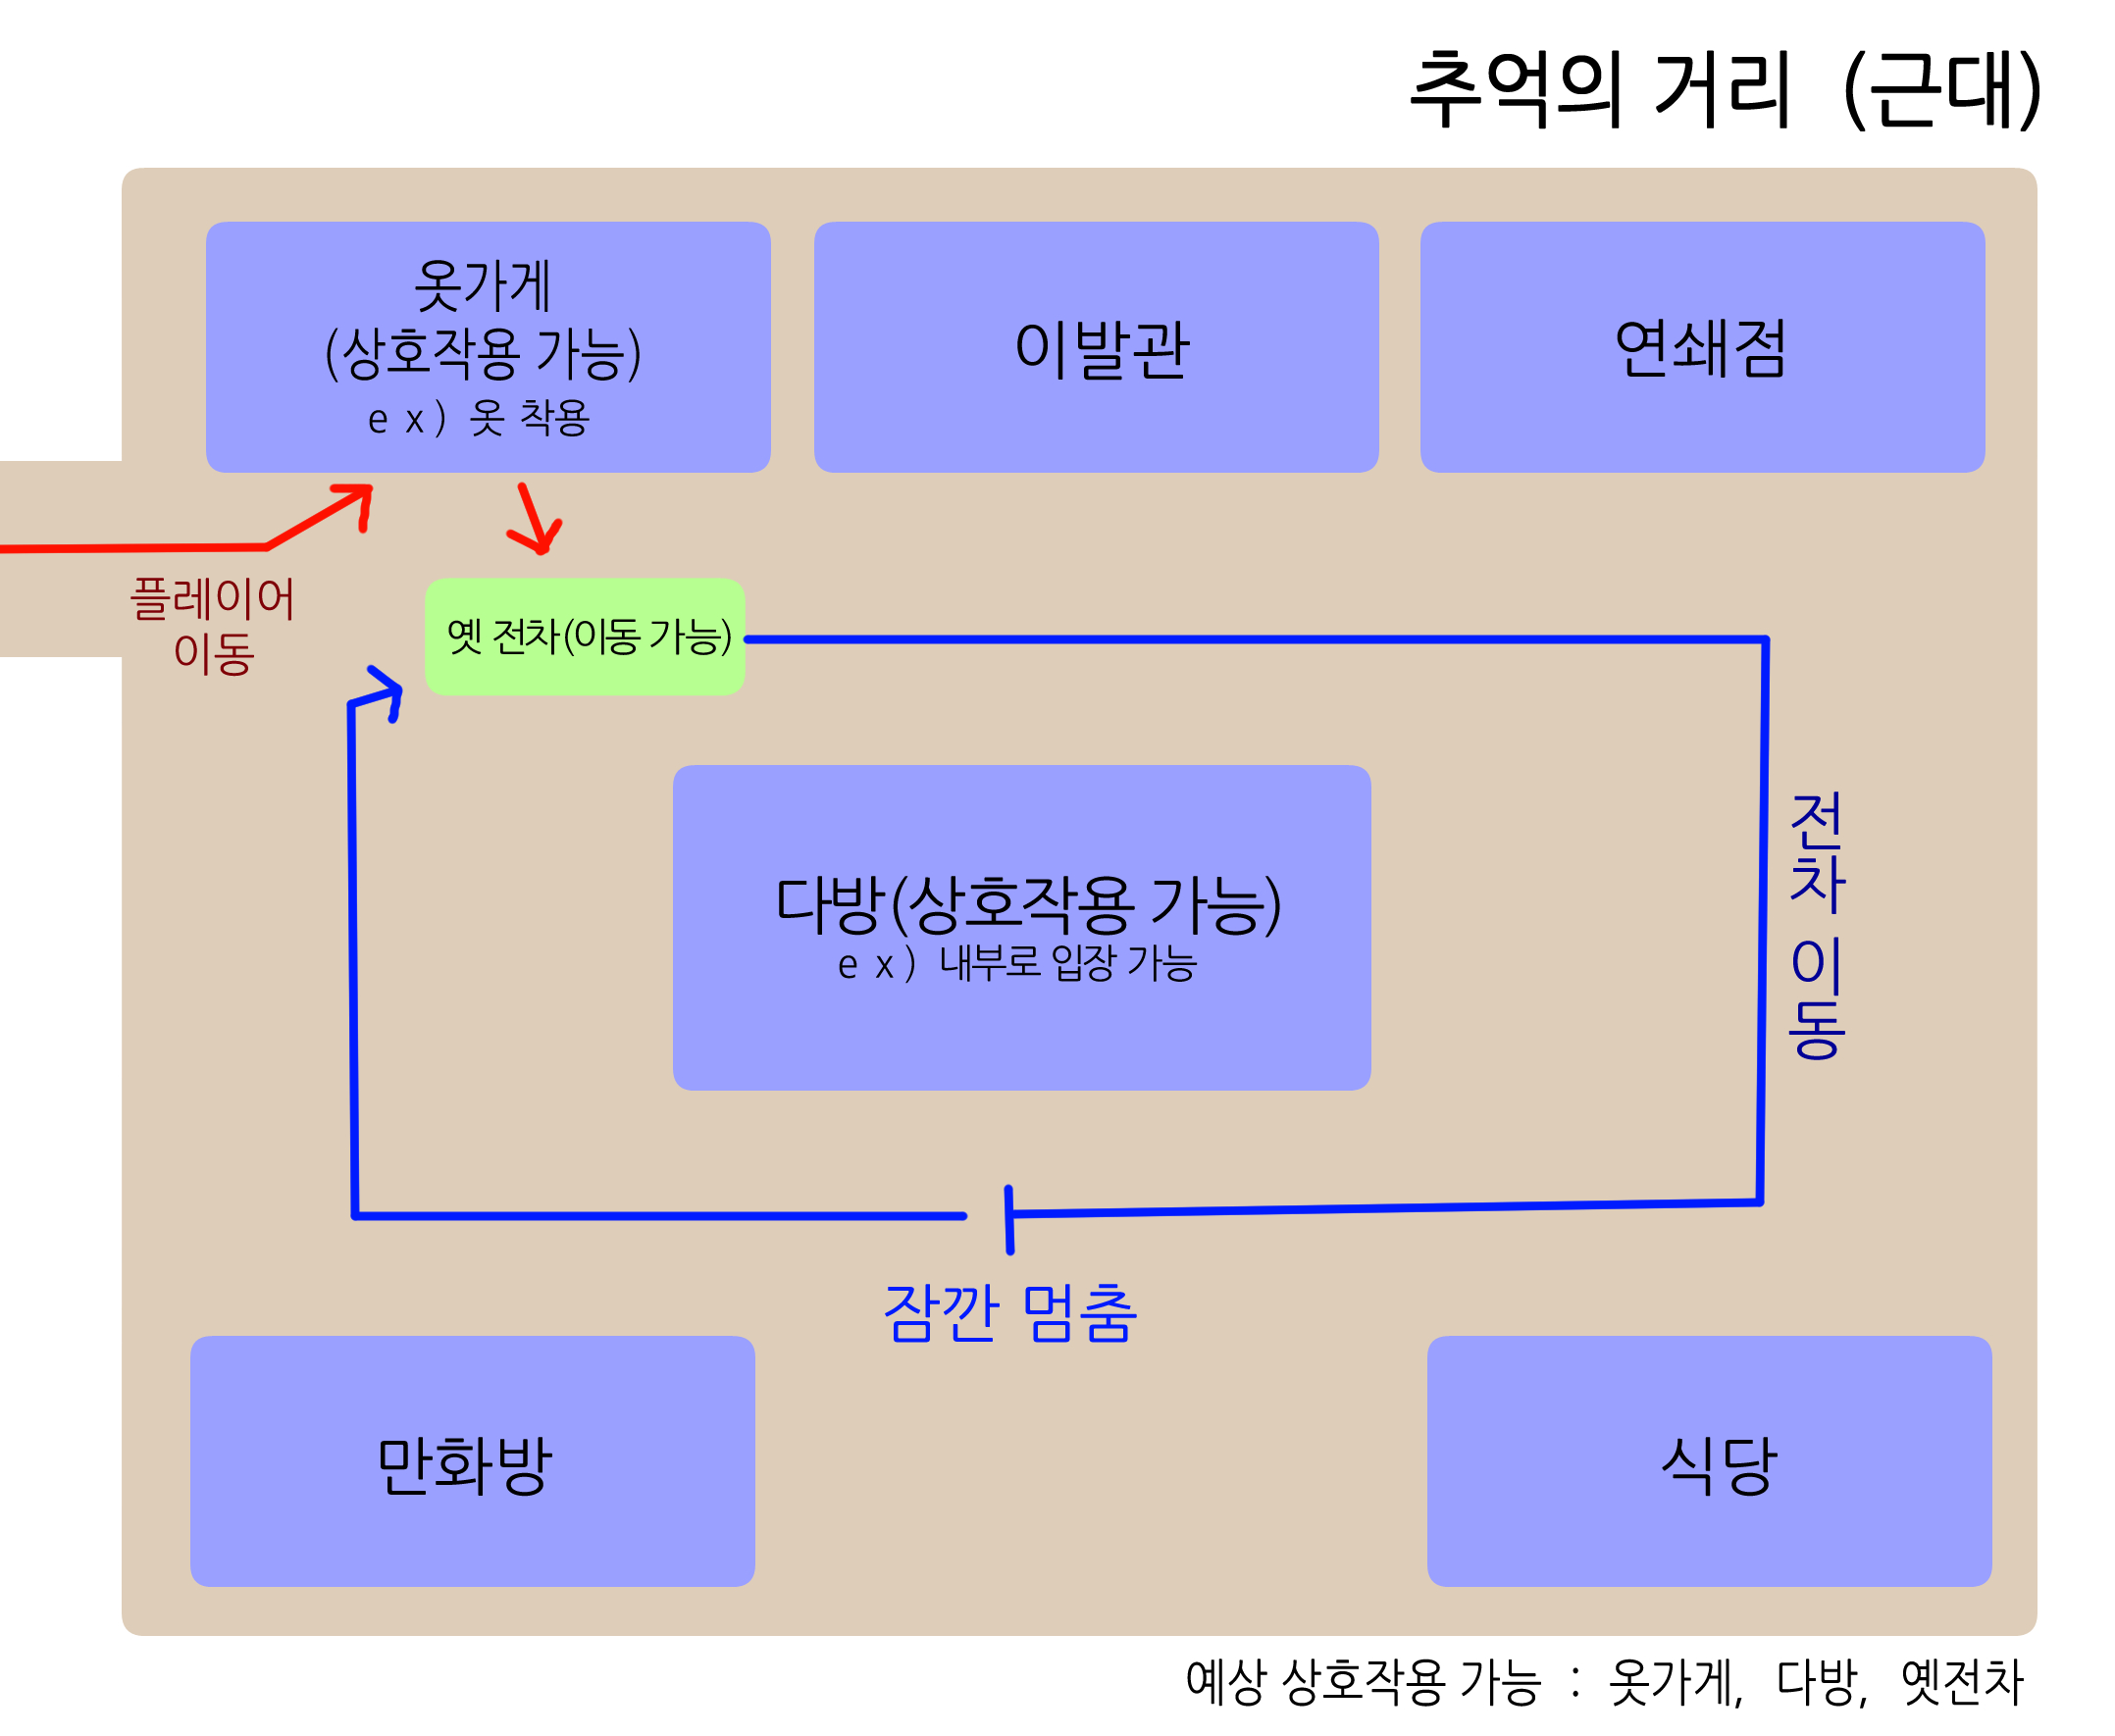 추억의 거리 (근대)
옷가게
(상호작용 가능)
ex) 옷 착용
이발관
연쇄점
플레이어
이동
옛 전차(이동 가능)
다방(상호작용 가능)
ex) 내부로 입장 가능
전차 이동
잠깐 멈춤
만화방
식당
예상 상호작용 가능 : 옷가게, 다방, 옛전차